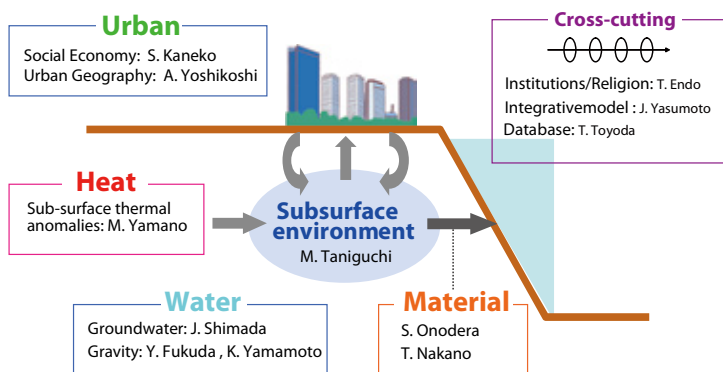 Urban
Social Economy: S. Kaneko
Urban Geography: A. Yoshikoshi
Cross-cutting
Institutions/Religion: T. Endo
Integrativemodel : J. Yasumoto
Database: T. Toyoda
Heat
Sub-surface thermal
anomalies: M. Yamano
Subsurface
environment
M. Taniguchi
Water
Groundwater: J. Shimada
Gravity: Y. Fukuda , K. Yamamoto
Material
S. Onodera
T. Nakano